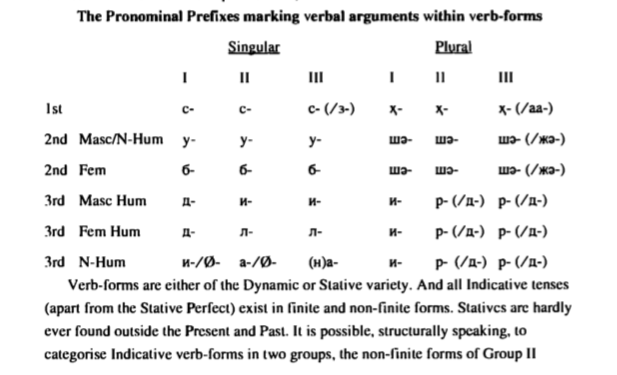 The Pronominal Prefixes marking verbal arguments within verb-forms
Singular Plural
I II III I II III
1st с- с- с- (/з-) ҳ- ҳ- ҳ- (/аа-)
2nd Masc/N-Hum у- у- у- шә- шә- шә- (/жә-)
2nd Fem б- б- б- шә- шә- шә- (/жә-)
3rd Masc Hum д- и- и- и- р- (/д-) р- (/д-)
3rd Fem Hum д- л- л- и- р- (/д-) р- (/д-)
3rd N-Hum и-/Ø- а-/Ø- (н)а- и- р- (/д-) р- (/д-)
Verb-forms are either of the Dynamic or Stative variety. And all Indicative tenses
(apart from the Stative Perfect) exist in finite and non-finite forms. Statives are hardly
ever found outside the Present and Past. It is possible, structurally speaking, to
categorise Indicative verb-forms in two groups, the non-finite forms of Group II